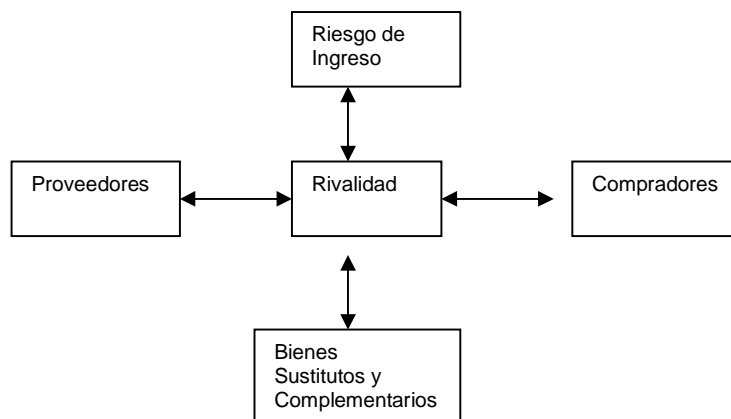 Riesgo de
Ingreso
Proveedores
Rivalidad
Compradores
Bienes
Sustitutos y
Complementarios